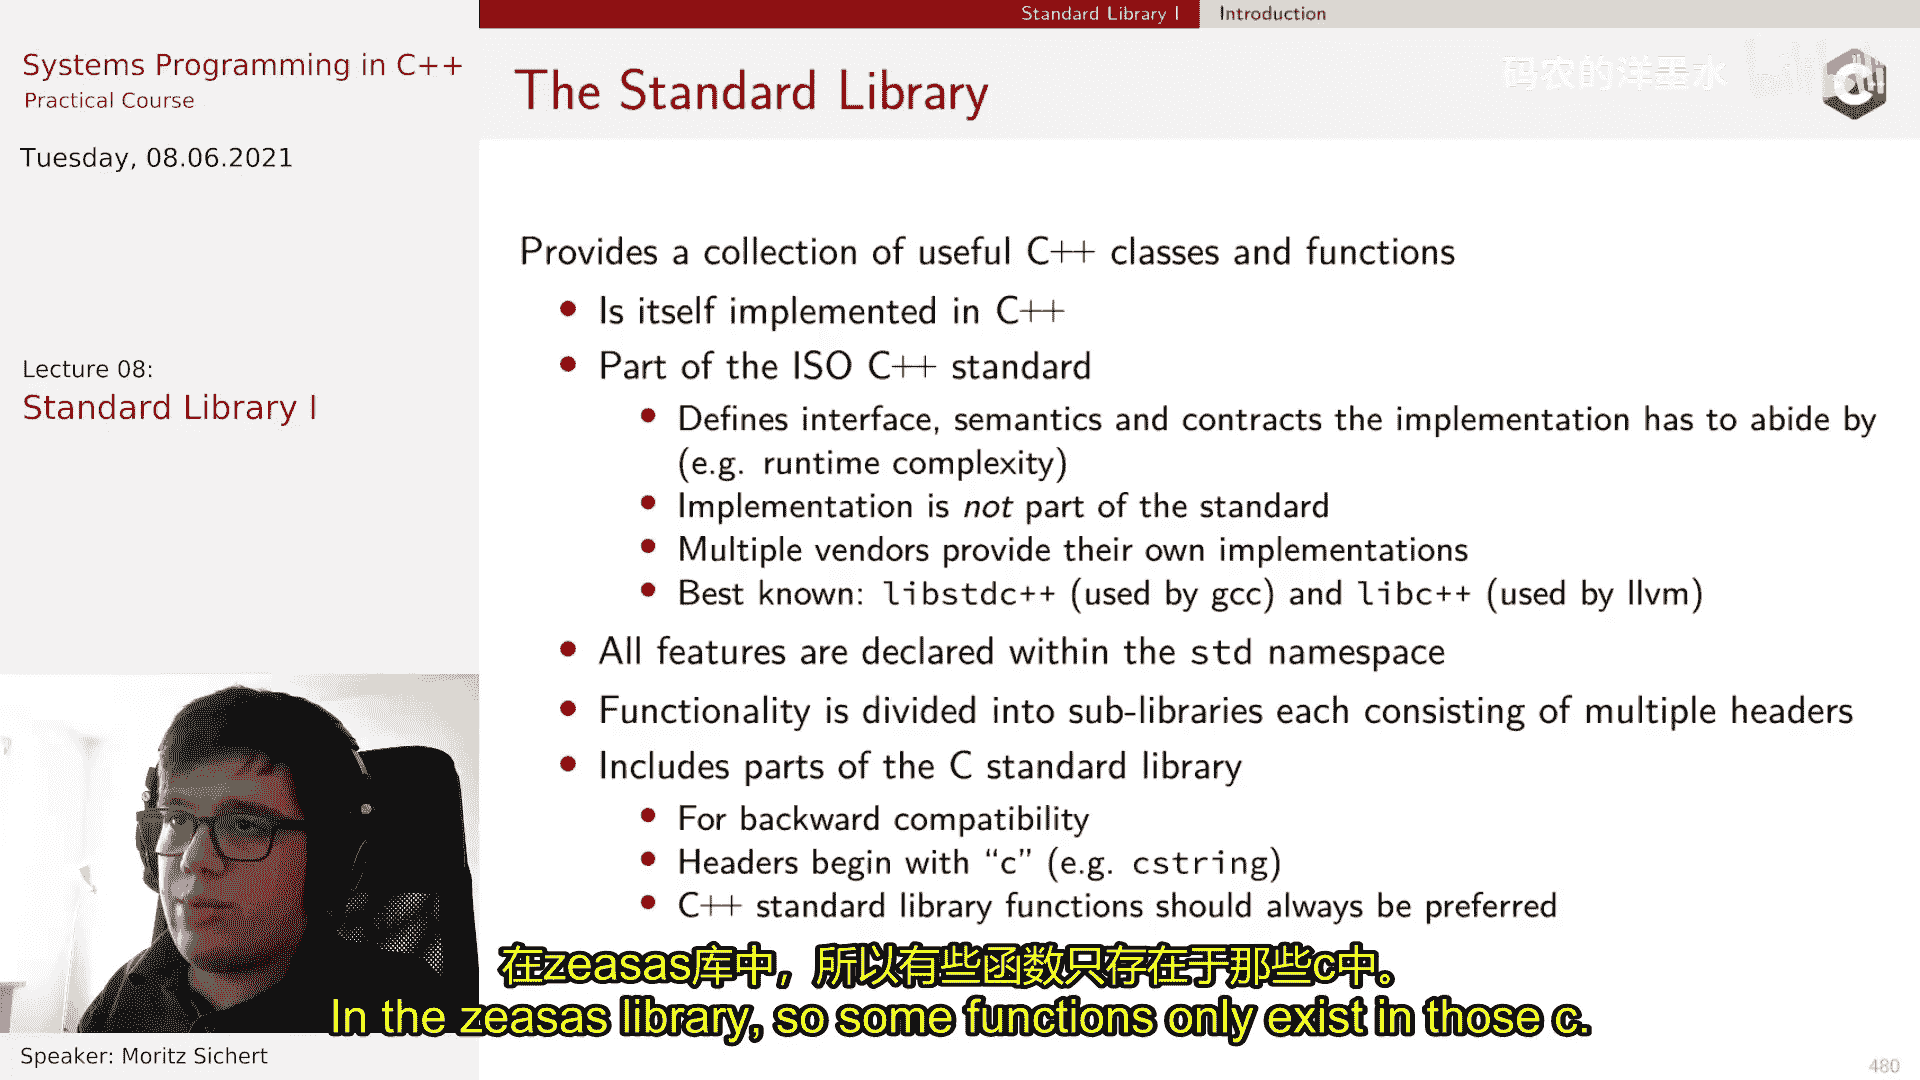 Standard Library I Introduction
Systems Programming in C++
Practical Course
Tuesday, 08.06.2021
Lecture 08:
Standard Library I
The Standard Library
码农的洋墨水
Provides a collection of useful C++ classes and functions
• Is itself implemented in C++
• Part of the ISO C++ standard
• Defines interface, semantics and contracts the implementation has to abide by
(e.g. runtime complexity)
• Implementation is not part of the standard
• Multiple vendors provide their own implementations
• Best known: libstdc++ (used by gcc) and libc++ (used by llvm)
• All features are declared within the std namespace
• Functionality is divided into sub-libraries each consisting of multiple headers
• Includes parts of the C standard library
• For backward compatibility
• Headers begin with “c” (e.g. cstring)
• C++ standard library functions should always be preferred
在zeasas库中，所以有些函数只存在于那些c中。
In the zeasas library, so some functions only exist in those c.
Speaker: Moritz Sichert
480